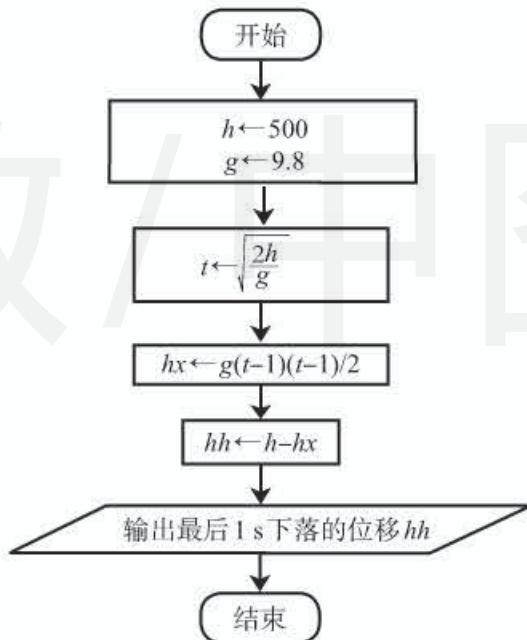 开始
h←500
g←9.8
t←√(2h/g)
hx←g(t–1)(t–1)/2
hh←h–hx
输出最后1 s下落的位移hh
结束